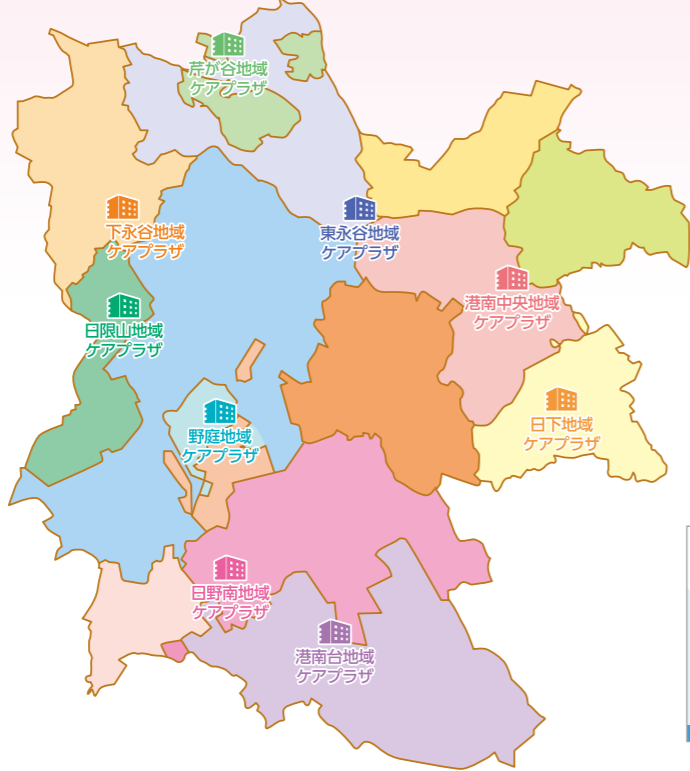 芹が谷地域
ケアプラザ
下永谷地域
ケアプラザ
東永谷地域
ケアプラザ
港南中央地域
ケアプラザ
日限山地域
ケアプラザ
日下地域
ケアプラザ
野庭地域
ケアプラザ
日野南地域
ケアプラザ
港南台地域
ケアプラザ